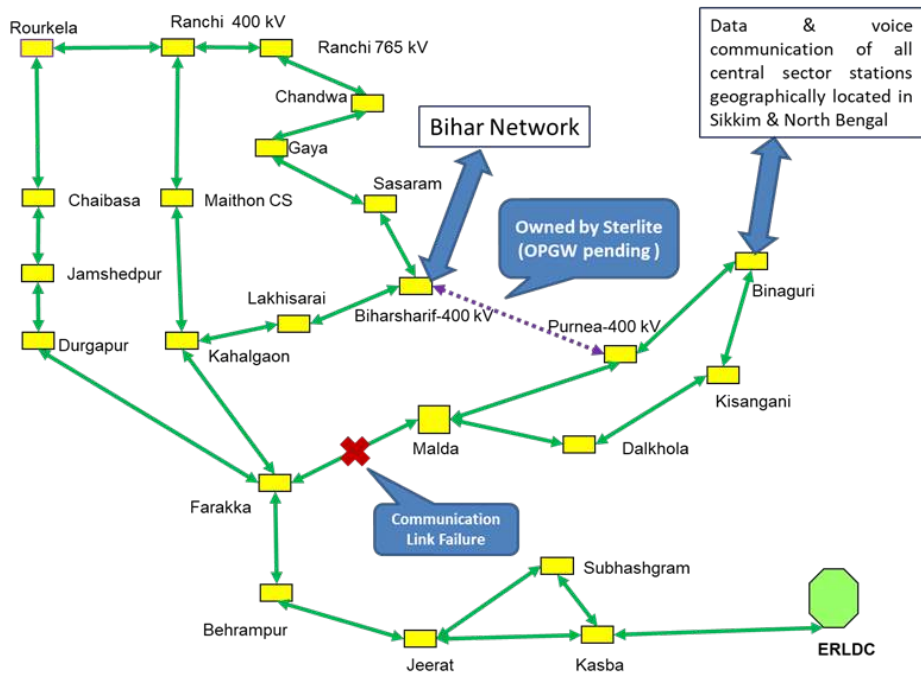 Rourkela
Ranchi 400 kV
Ranchi 765 kV
Data & voice
communication of all
central sector stations
geographically located in
Sikkim & North Bengal
Chandwa
Bihar Network
Gaya
Sasaram
Chaibasa
Maithon CS
Owned by Sterlite
(OPGW pending )
Jamshedpur
Binaguri
Lakhisarai
Biharsharif-400 kV
Purnea-400 kV
Durgapur
Kahalgaon
Kisangani
Malda
Dalkhola
Farakka
Communication
Link Failure
Subhashgram
Behrampur
Jeerat
Kasba
ERLDC